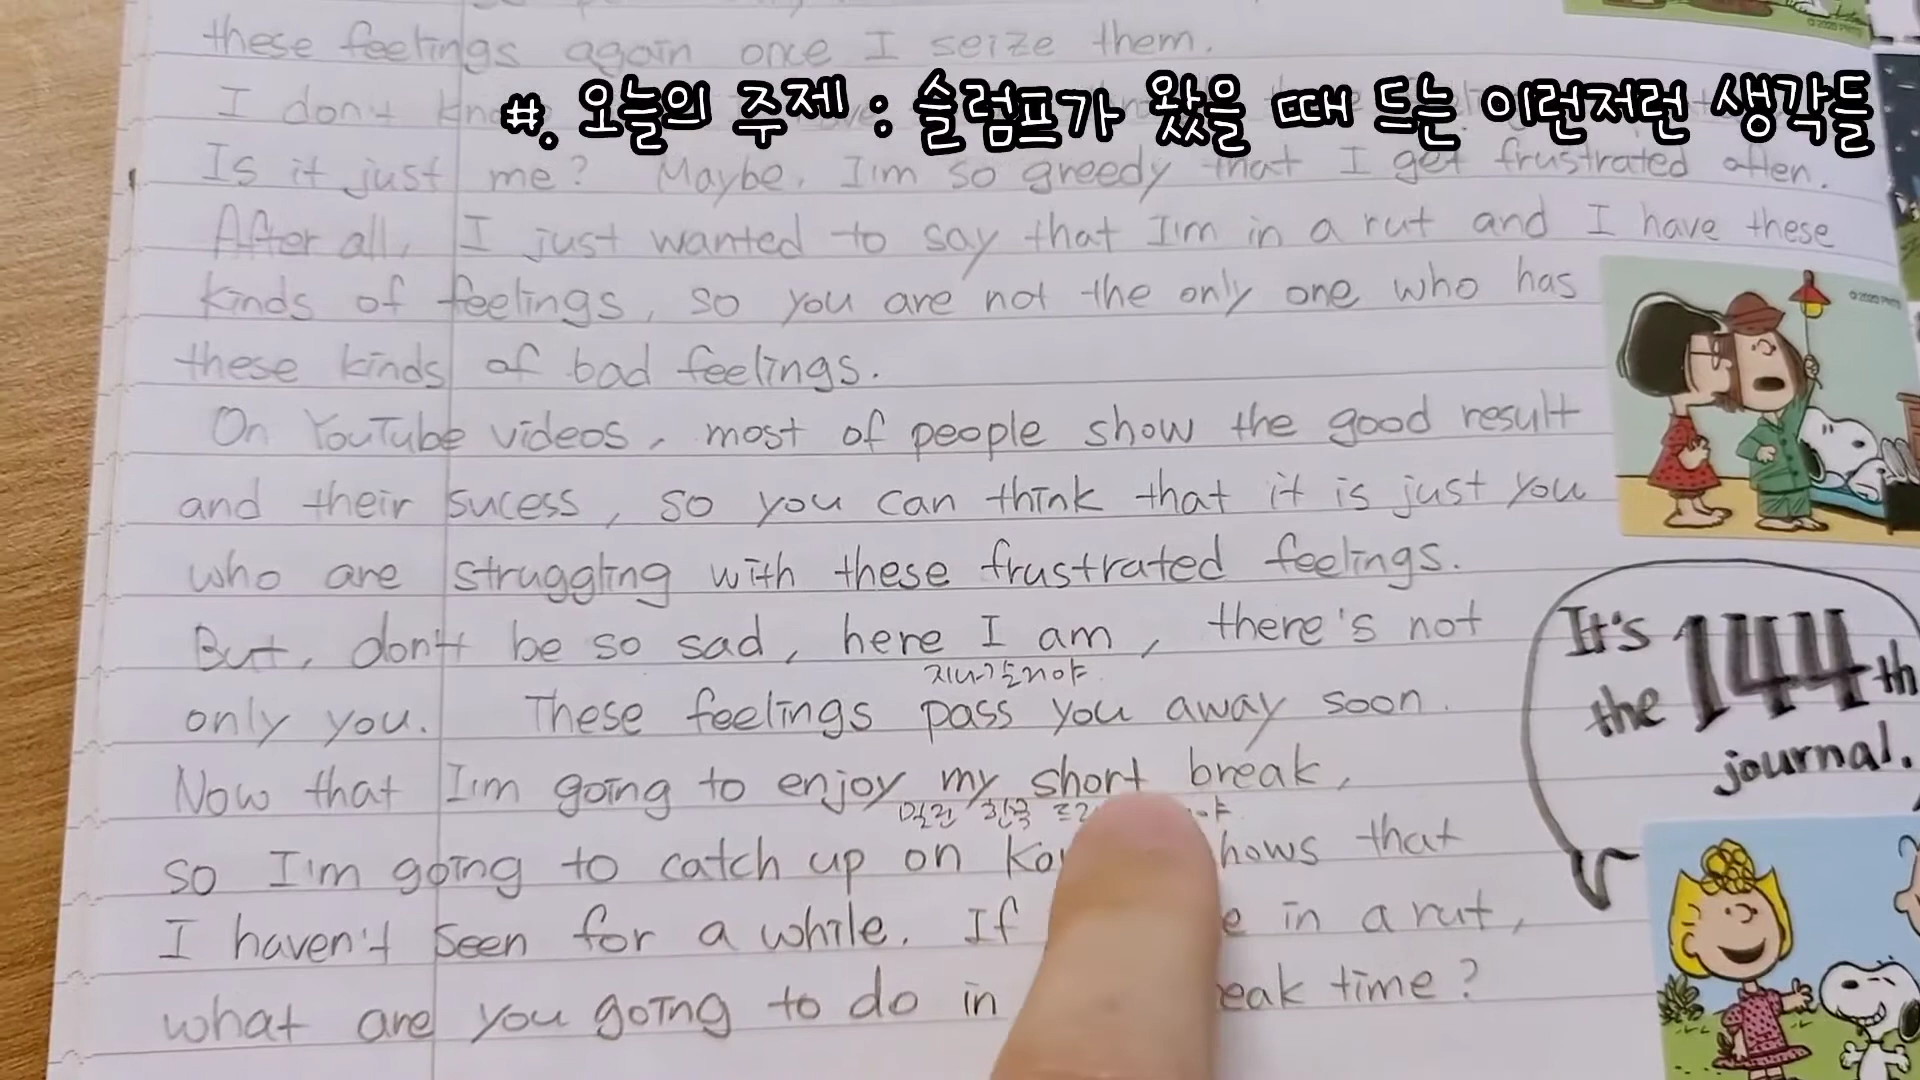 these feelings again once I seize them.
#. 오늘의 주제 : 슬럼프가 왔을 때 드는 이런저런 생각들
I don't
Is it just me? Maybe. I'm so greedy that I get frustrated often.
After all, I just wanted to say that I'm in a rut and I have these
kinds of feelings, so you are not the only one who has
these kinds of bad feelings.
On YouTube videos, most of people show the good result
and their sucess, so you can think that it is just you
who are struggling with these frustrated feelings.
But, don't be so sad, here I am, there's not
지나갈거야
only you. These feelings pass you away soon.
Now that I'm going to enjoy my short break,
밀린 한국
so I'm going to catch up on hows that
I haven't seen for a while. If in a rut,
what are you going to do in eak time?
It's
the 144th
journal.